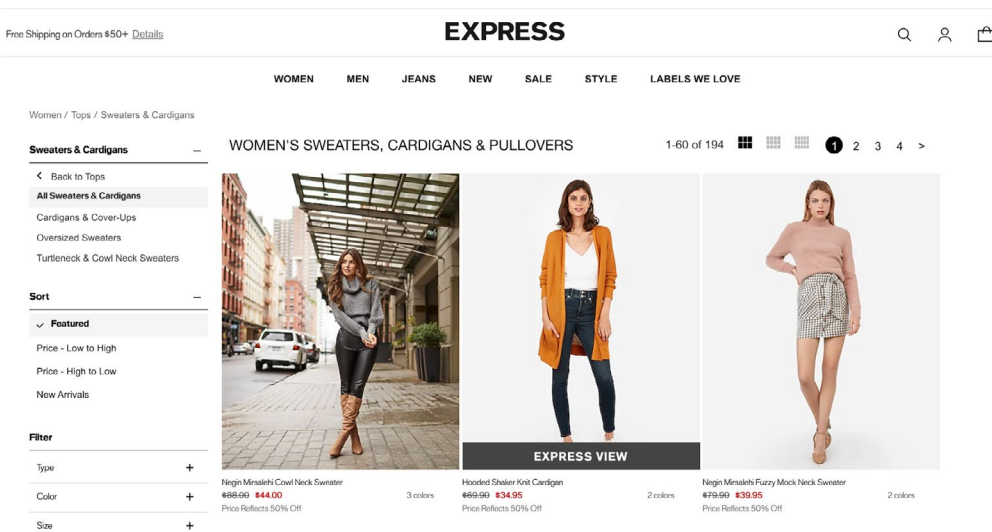 Free Shipping on Orders $50+ Details
EXPRESS
WOMEN MEN JEANS NEW SALE STYLE LABELS WE LOVE
Women / Tops / Sweaters & Cardigans
Sweaters & Cardigans –
< Back to Tops
All Sweaters & Cardigans
Cardigans & Cover-Ups
Oversized Sweaters
Turtleneck & Cowl Neck Sweaters
Sort –
Featured
Price - Low to High
Price - High to Low
New Arrivals
Filter
Type +
Color +
Size +
WOMEN'S SWEATERS, CARDIGANS & PULLOVERS
1-60 of 194
1 2 3 4 >
EXPRESS VIEW
Negin Mirsalehi Cowl Neck Sweater
$88.00 $44.00 3 colors
Price Reflects 50% Off
Hooded Shaker Knit Cardigan
$69.90 $34.95 2 colors
Price Reflects 50% Off
Negin Mirsalehi Fuzzy Mock Neck Sweater
$79.90 $39.95 2 colors
Price Reflects 50% Off